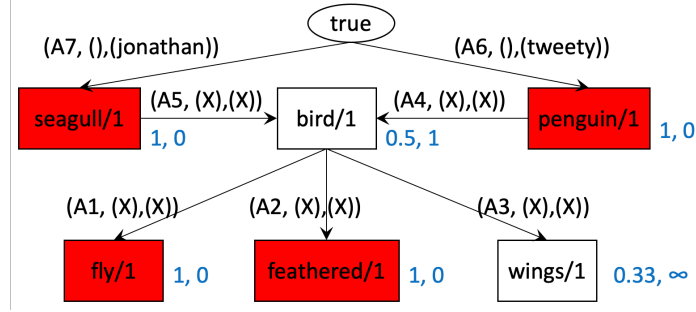 true
(A7, (),(jonathan))
(A6, (),(tweety))
seagull/1
(A5, (X),(X))
bird/1
(A4, (X),(X))
penguin/1
1, 0
0.5, 1
1, 0
(A1, (X),(X))
(A2, (X),(X))
(A3, (X),(X))
fly/1
1, 0
feathered/1
1, 0
wings/1
0.33, ∞